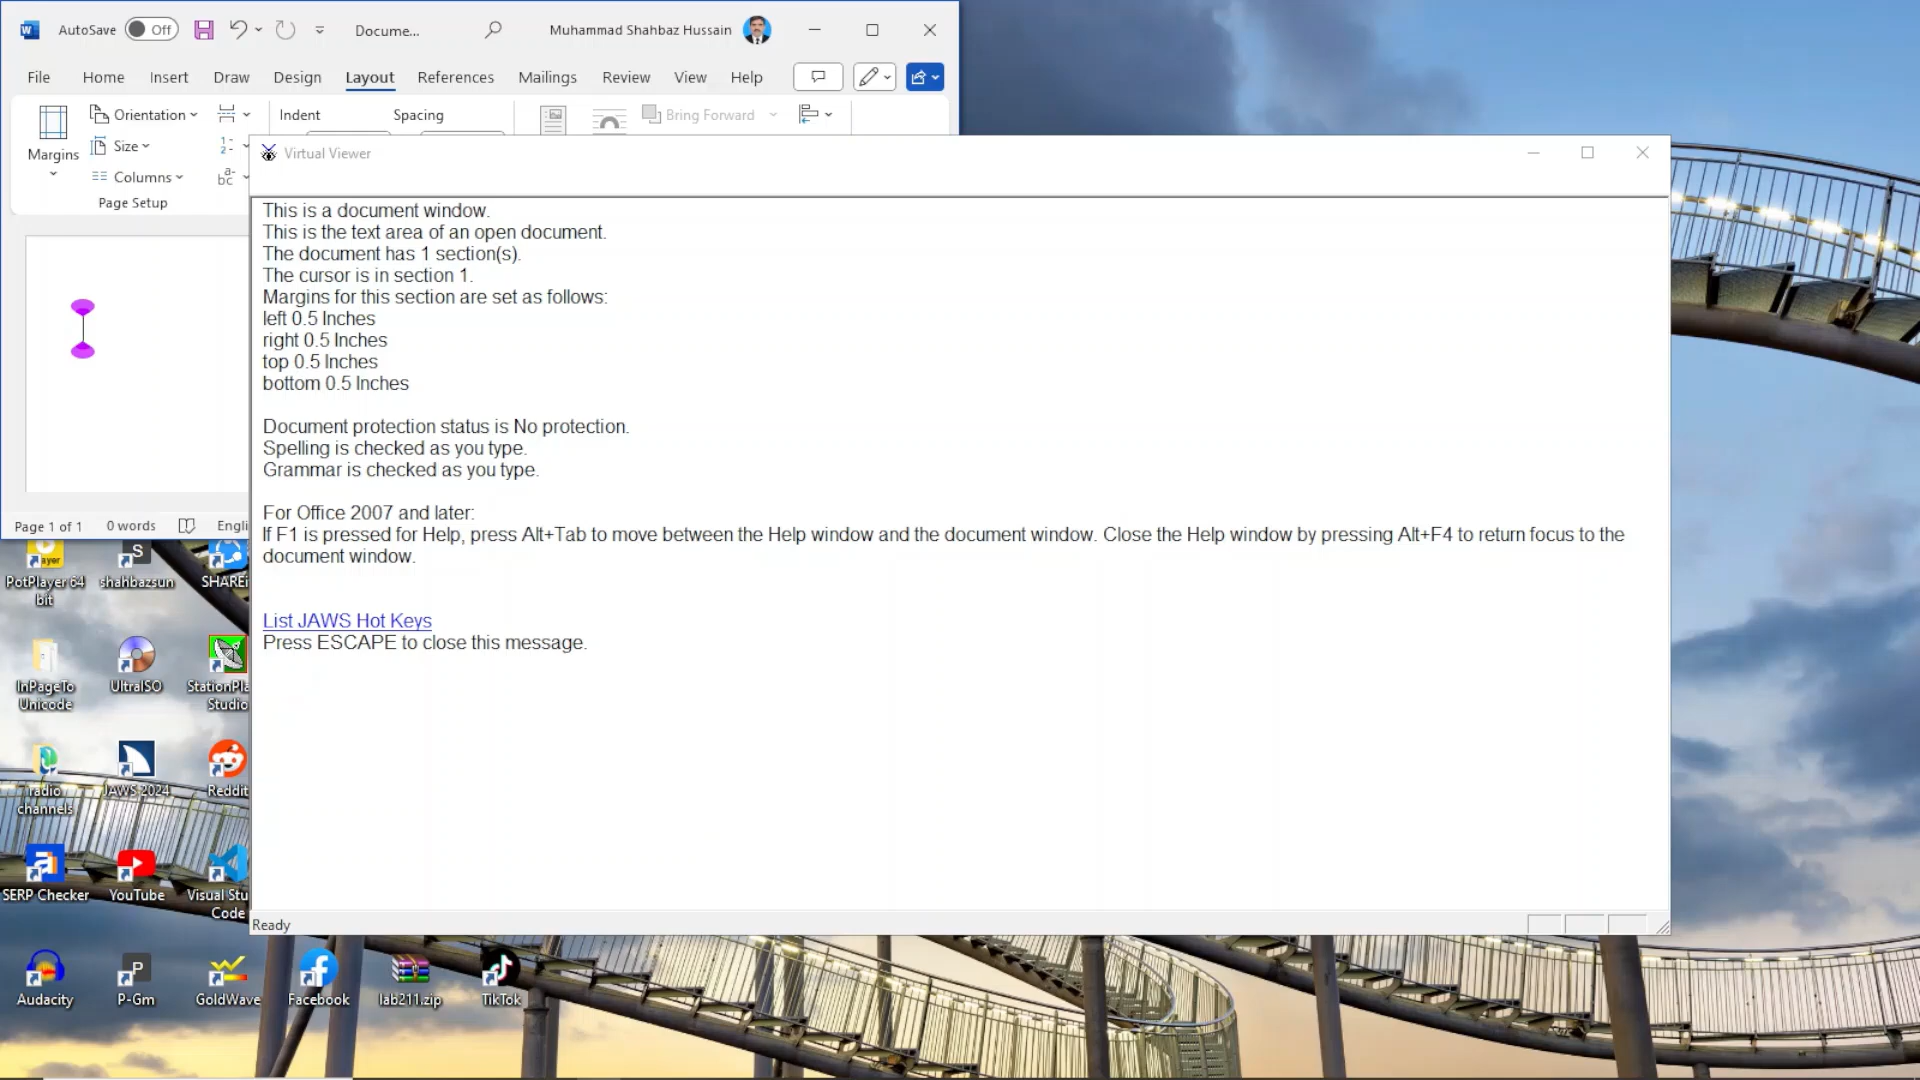 AutoSave Off Docume... Muhammad Shahbaz Hussain
File Home Insert Draw Design Layout References Mailings Review View Help
Margins
Orientation
Size
Columns
Page Setup
Indent Spacing
Bring Forward
Virtual Viewer
This is a document window.
This is the text area of an open document.
The document has 1 section(s).
The cursor is in section 1.
Margins for this section are set as follows:
left 0.5 Inches
right 0.5 Inches
top 0.5 Inches
bottom 0.5 Inches
Document protection status is No protection.
Spelling is checked as you type.
Grammar is checked as you type.
For Office 2007 and later:
If F1 is pressed for Help, press Alt+Tab to move between the Help window and the document window. Close the Help window by pressing Alt+F4 to return focus to the
document window.
List JAWS Hot Keys
Press ESCAPE to close this message.
Ready
Page 1 of 1 0 words Engli
PotPlayer 64
bit
shahbazsun
SHAREi
InPageTo
Unicode
UltraISO
StationPla
Studio
radio
channels
JAWS 2024
Reddit
SERP Checker
YouTube
Visual Stu
Code
Audacity
P-Gm
GoldWave
Facebook
lab211.zip
TikTok